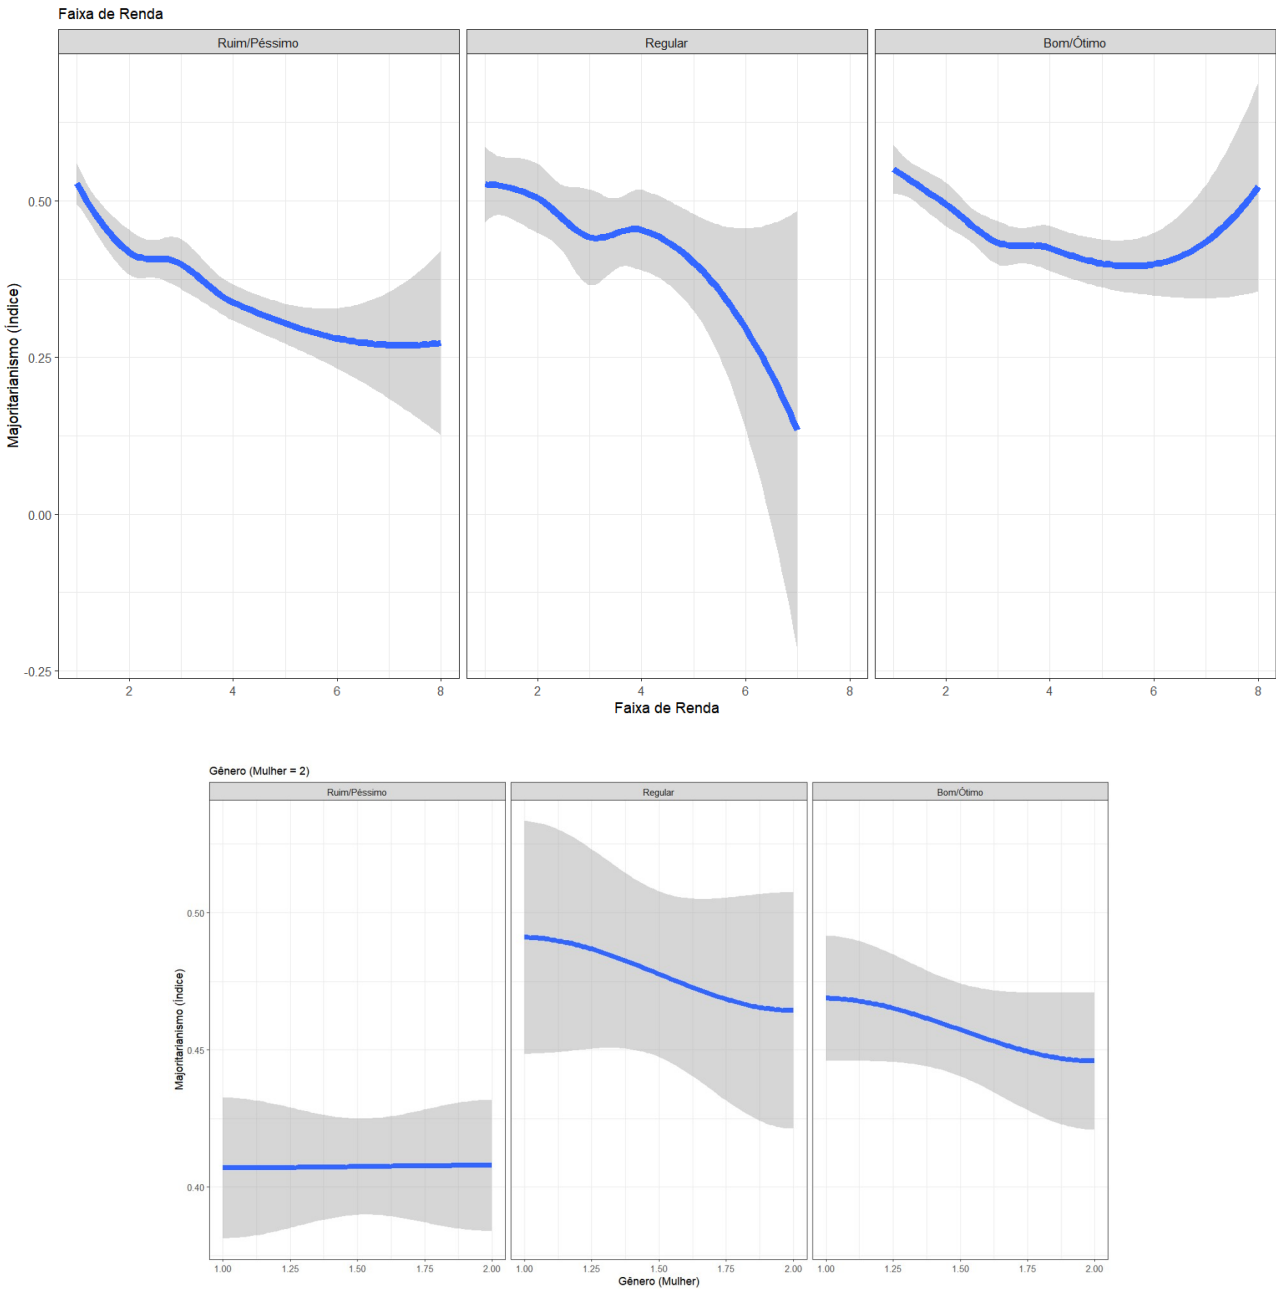 Faixa de Renda
Ruim/Péssimo Regular Bom/Ótimo
Majoritarianismo (Índice)
0.50
0.25
0.00
-0.25
2 4 6 8 2 4 6 8 2 4 6 8
Faixa de Renda
Gênero (Mulher = 2)
Ruim/Péssimo Regular Bom/Ótimo
Majoritarianismo (Índice)
0.50
0.45
0.40
1.00 1.25 1.50 1.75 2.00 1.00 1.25 1.50 1.75 2.00 1.00 1.25 1.50 1.75 2.00
Gênero (Mulher)